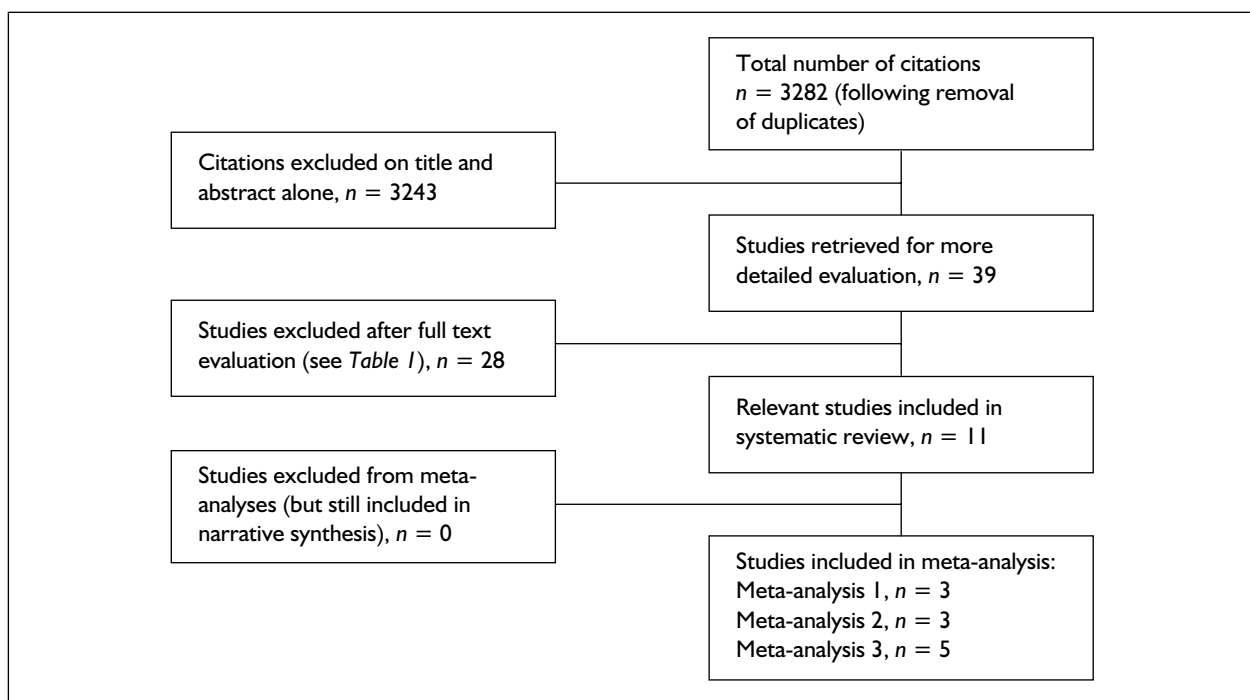 Total number of citations
n = 3282 (following removal
of duplicates)
Citations excluded on title and
abstract alone, n = 3243
Studies retrieved for more
detailed evaluation, n = 39
Studies excluded after full text
evaluation (see Table 1), n = 28
Relevant studies included in
systematic review, n = 11
Studies excluded from meta-
analyses (but still included in
narrative synthesis), n = 0
Studies included in meta-analysis:
Meta-analysis 1, n = 3
Meta-analysis 2, n = 3
Meta-analysis 3, n = 5